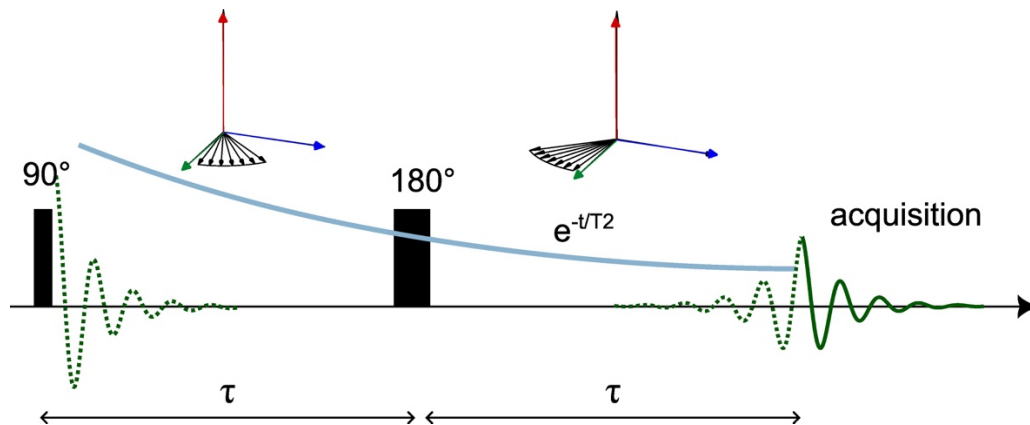 90°
180°
e^-t/T2
acquisition
τ
τ